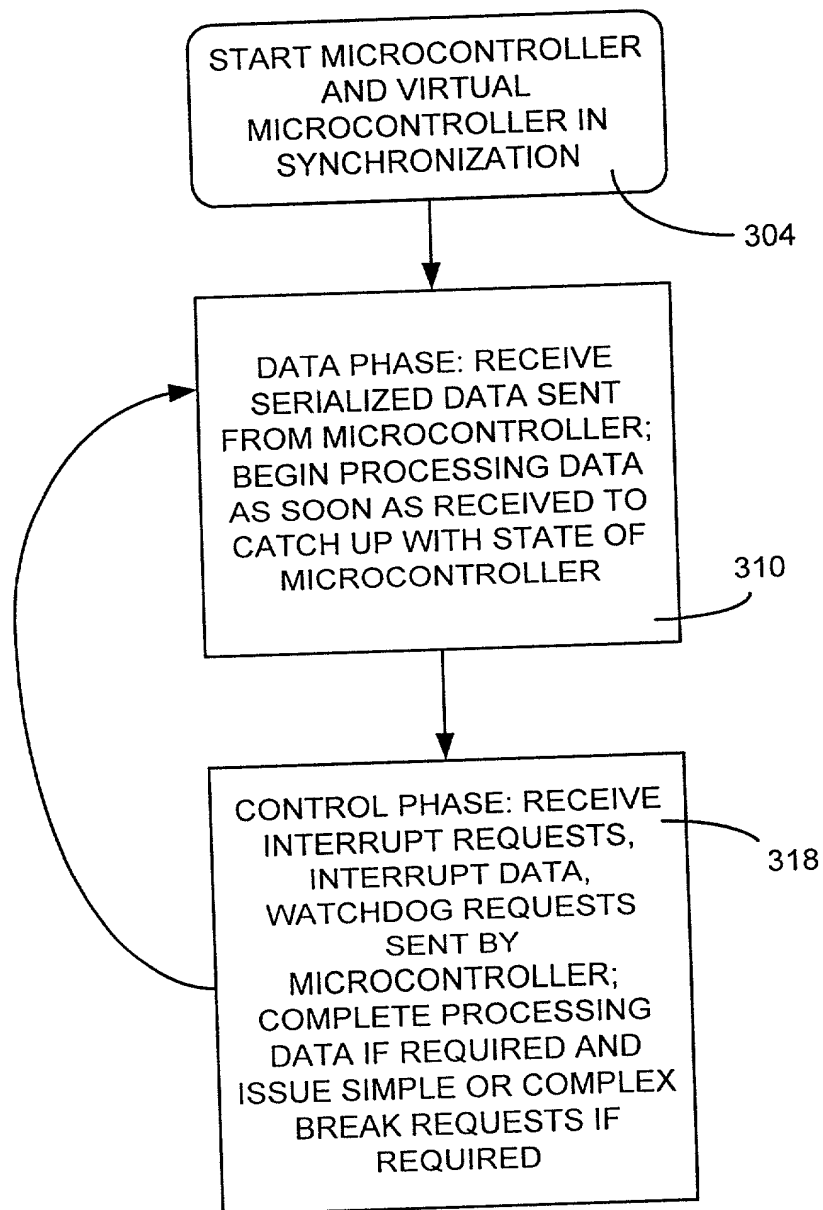 START MICROCONTROLLER
AND VIRTUAL
MICROCONTROLLER IN
SYNCHRONIZATION
304
DATA PHASE: RECEIVE
SERIALIZED DATA SENT
FROM MICROCONTROLLER;
BEGIN PROCESSING DATA
AS SOON AS RECEIVED TO
CATCH UP WITH STATE OF
MICROCONTROLLER
310
CONTROL PHASE: RECEIVE
INTERRUPT REQUESTS,
INTERRUPT DATA,
WATCHDOG REQUESTS
SENT BY
MICROCONTROLLER;
COMPLETE PROCESSING
DATA IF REQUIRED AND
ISSUE SIMPLE OR COMPLEX
BREAK REQUESTS IF
REQUIRED
318